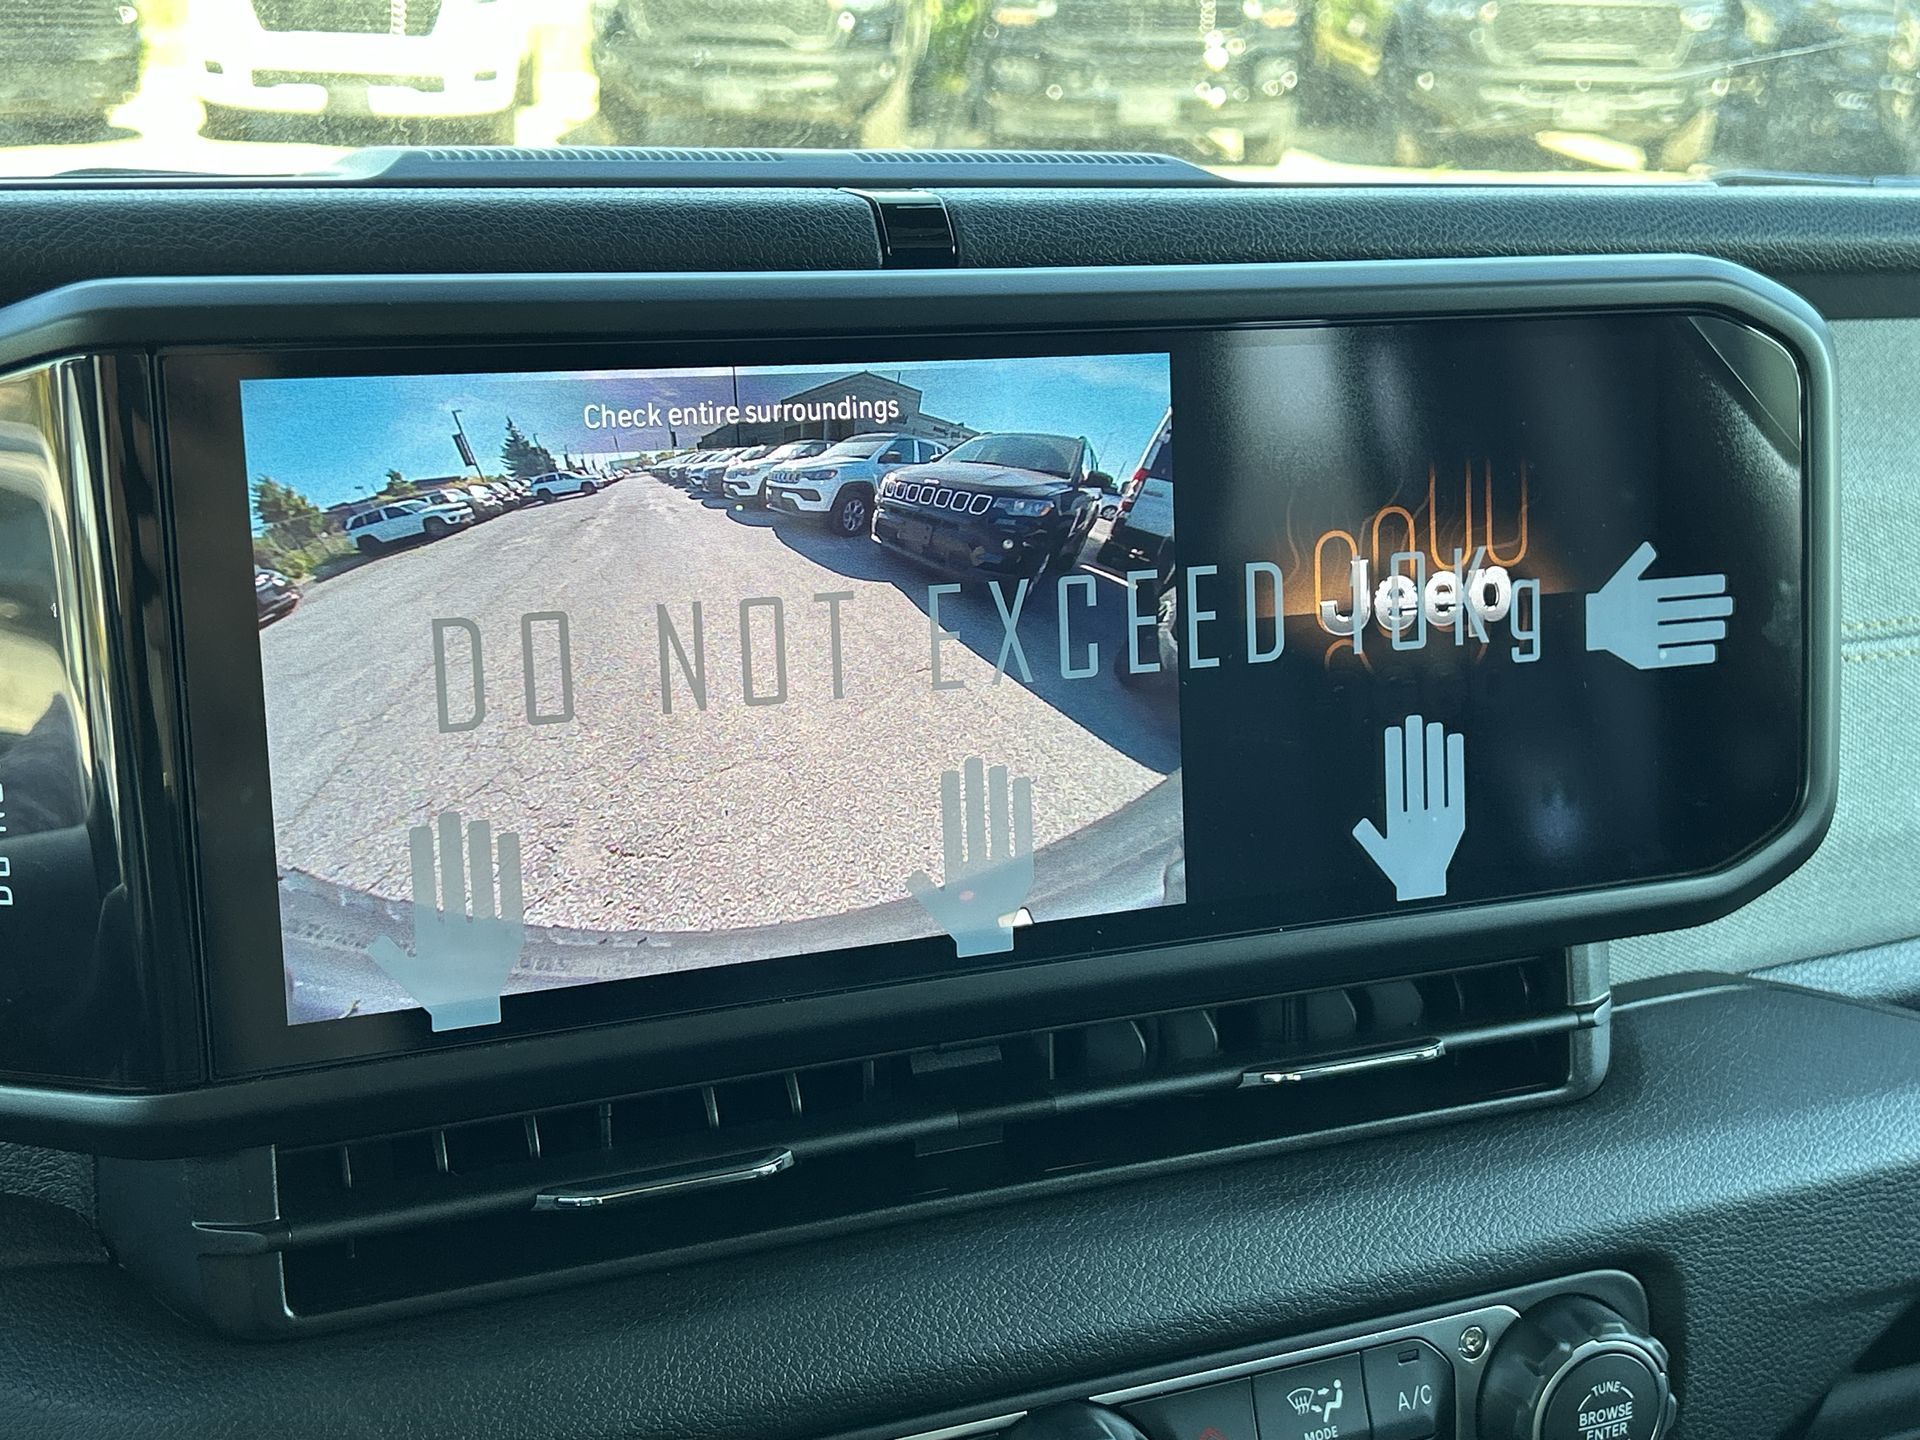 Check entire surroundings
DO NOT EXCEED 10Kg
Jeep
A/C
MODE
TUNE
BROWSE
ENTER